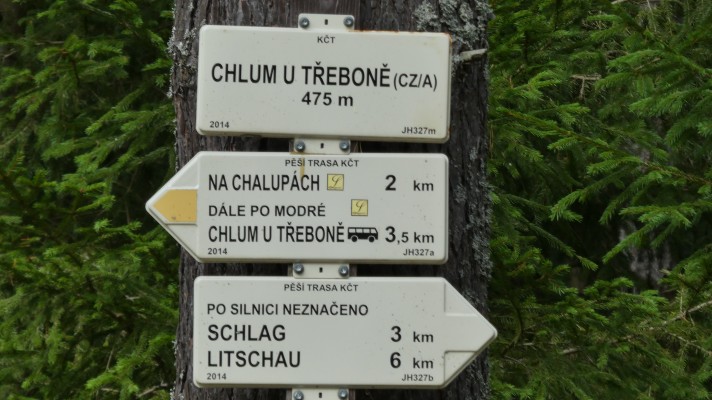 KČT
CHLUM U TŘEBONĚ (CZ/A)
475 m
2014 JH327m
PĚŠÍ TRASA KČT
NA CHALUPÁCH 2 km
DÁLE PO MODRÉ
CHLUM U TŘEBONĚ 3,5 km
2014 JH327a
PĚŠÍ TRASA KČT
PO SILNICI NEZNAČENO
SCHLAG 3 km
LITSCHAU 6 km
2014 JH327b